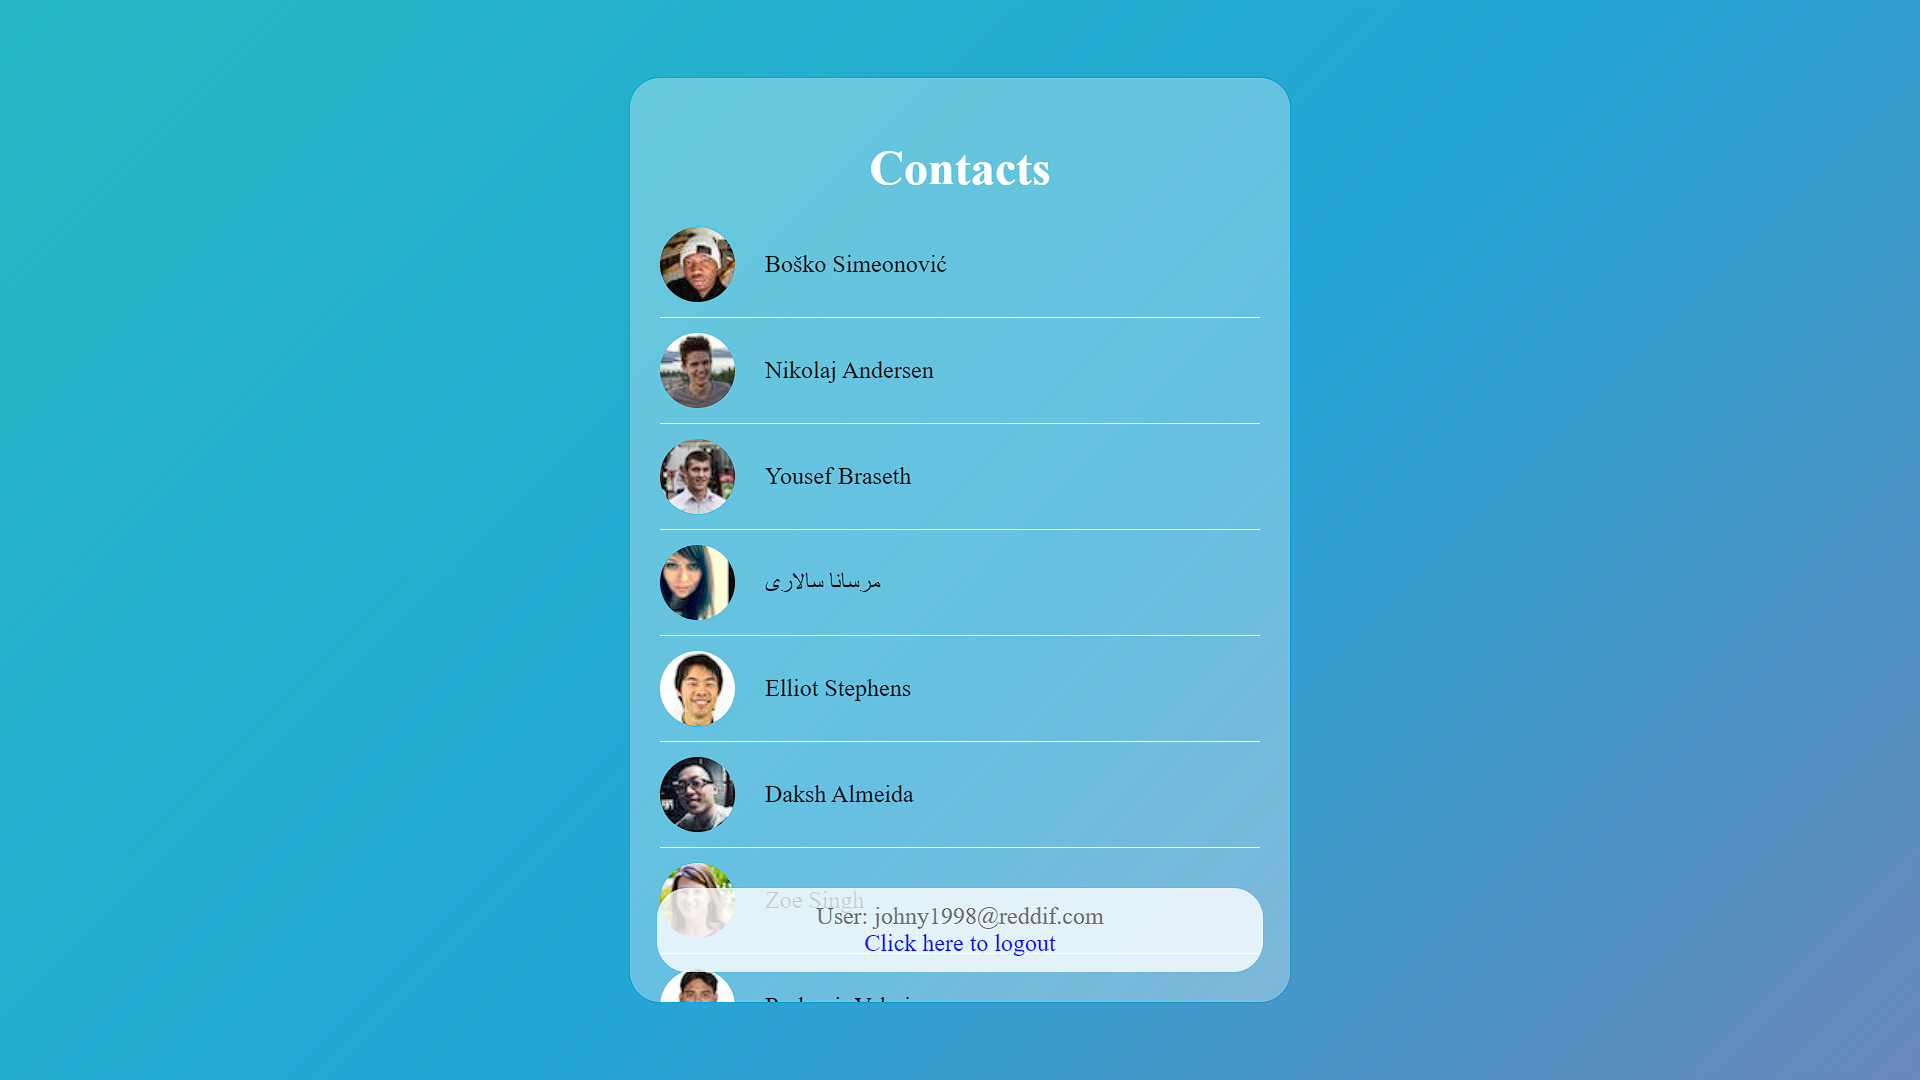 Contacts
Boško Simeonović
Nikolaj Andersen
Yousef Braseth
مرسانا سالاری
Elliot Stephens
Daksh Almeida
Zoe Singh
User: johny1998@reddif.com
Click here to logout